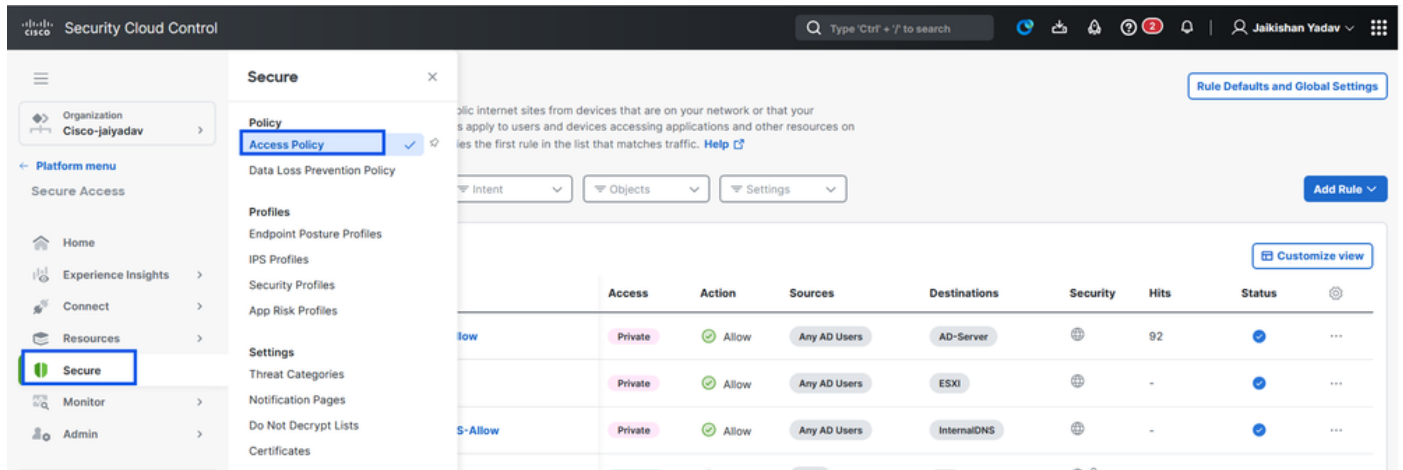 CISCO Security Cloud Control
Type 'Ctrl' + '/' to search
2
Jaikishan Yadav
Organization
Cisco-jaiyadav
Platform menu
Secure Access
Home
Experience Insights
Connect
Resources
Secure
Monitor
Admin
Secure
Policy
Access Policy
Data Loss Prevention Policy
Profiles
Endpoint Posture Profiles
IPS Profiles
Security Profiles
App Risk Profiles
Settings
Threat Categories
Notification Pages
Do Not Decrypt Lists
Certificates
Rule Defaults and Global Settings
internet sites from devices that are on your network or that your
apply to users and devices accessing applications and other resources on
the first rule in the list that matches traffic. Help
Intent Objects Settings
Add Rule
Customize view
Access Action Sources Destinations Security Hits Status
Private Allow Any AD Users AD-Server 92
Private Allow Any AD Users ESXI -
S-Allow Private Allow Any AD Users InternalDNS -